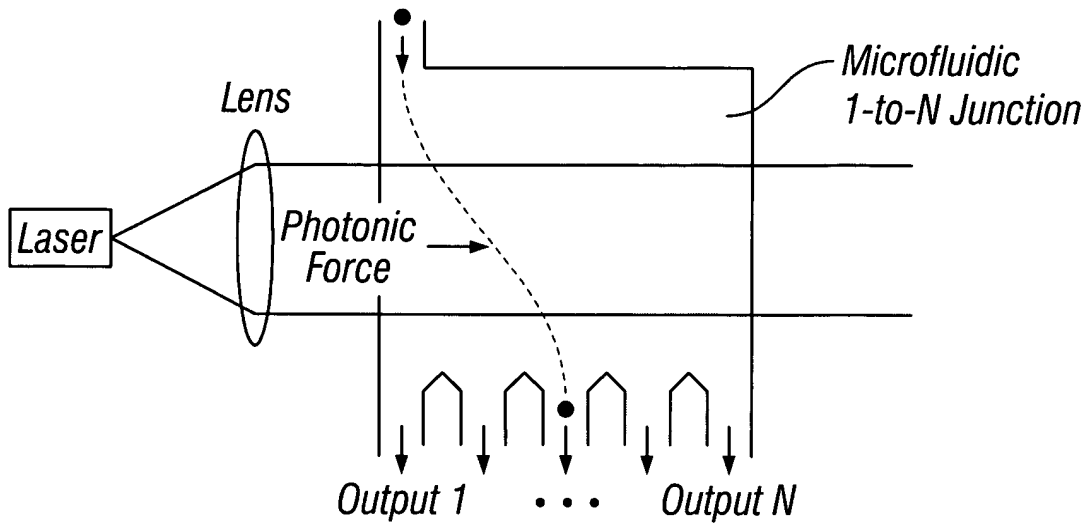 Microfluidic
1-to-N Junction
Lens
Laser
Photonic
Force
Output 1 • • • Output N